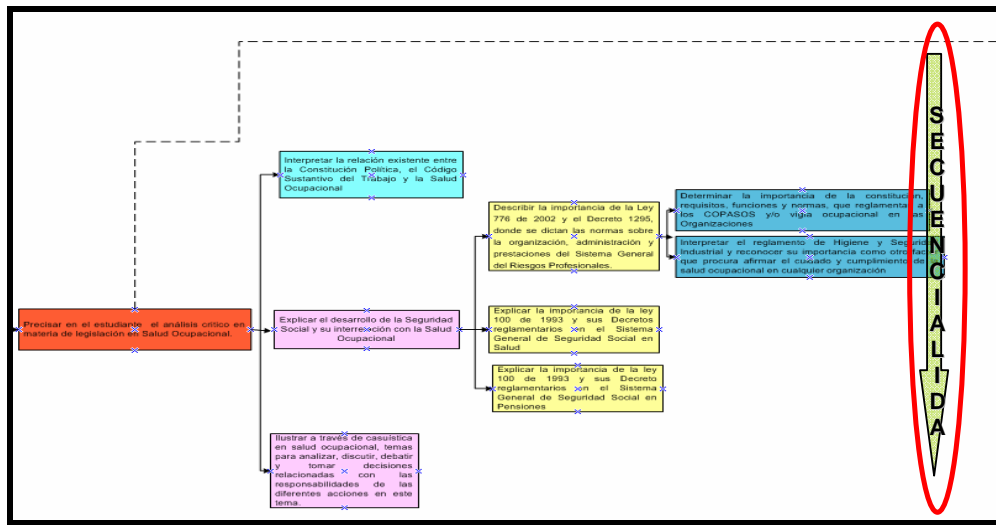 Interpretar la relación existente entre
la Constitución Política, el Código
Sustantivo del Trabajo y la Salud
Ocupacional
Describir la importancia de la Ley
776 de 2002 y el Decreto 1295,
donde se dictan las normas sobre
la organización, administración y
prestaciones del Sistema General
del Riesgos Profesionales.
Determinar la importancia de la constitución,
requisitos, funciones y normas, que reglamentan a
los COPASOS y/o vigía ocupacional en las
Organizaciones
Interpretar el reglamento de Higiene y Seguridad
Industrial y reconocer su importancia como otro
que procura afirmar el cuidado y cumplimiento de
salud ocupacional en cualquier organización
Precisar en el estudiante el análisis crítico en
materia de legislación en Salud Ocupacional.
Explicar el desarrollo de la Seguridad
Social y su interrelación con la Salud
Ocupacional
Explicar la importancia de la ley
100 de 1993 y sus Decretos
reglamentarios en el Sistema
General de Seguridad Social en
Salud
Explicar la importancia de la ley
100 de 1993 y sus Decreto
reglamentarios en el Sistema
General de Seguridad Social en
Pensiones
Ilustrar a través de casuística
en salud ocupacional, temas
para analizar, discutir, debatir
y tomar decisiones
relacionadas con las
responsabilidades de las
diferentes acciones en este
tema.
SECUENCIALIDA